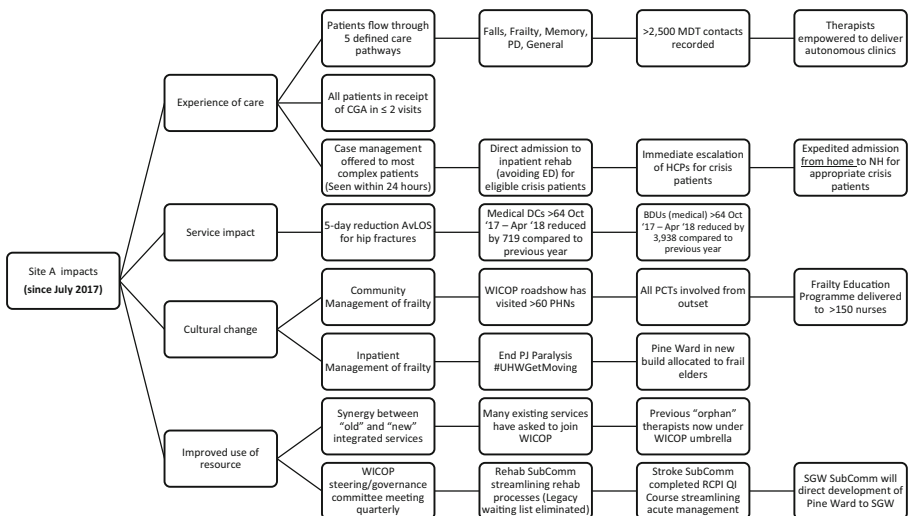 Site A impacts
(since July 2017)
Experience of care
Patients flow through
5 defined care
pathways
Falls, Frailty, Memory,
PD, General
>2,500 MDT contacts
recorded
Therapists
empowered to deliver
autonomous clinics
All patients in receipt
of CGA in ≤ 2 visits
Case management
offered to most
complex patients
(Seen within 24 hours)
Direct admission to
inpatient rehab
(avoiding ED) for
eligible crisis patients
Immediate escalation
of HCPs for crisis
patients
Expedited admission
from home to NH for
appropriate crisis
patients
Service impact
5-day reduction AvLOS
for hip fractures
Medical DCs >64 Oct
‘17 – Apr ‘18 reduced
by 719 compared to
previous year
BDUs (medical) >64 Oct
‘17 – Apr ‘18 reduced by
3,938 compared to
previous year
Cultural change
Community
Management of frailty
WICOP roadshow has
visited >60 PHNs
All PCTs involved from
outset
Frailty Education
Programme delivered
to >150 nurses
Inpatient
Management of frailty
End PJ Paralysis
#UHWGetMoving
Pine Ward in new
build allocated to frail
elders
Improved use of
resource
Synergy between
“old” and “new”
integrated services
Many existing services
have asked to join
WICOP
Previous “orphan”
therapists now under
WICOP umbrella
WICOP
steering/governance
committee meeting
quarterly
Rehab SubComm
streamlining rehab
processes (Legacy
waiting list eliminated)
Stroke SubComm
completed RCPI QI
Course streamlining
acute management
SGW SubComm will
direct development of
Pine Ward to SGW